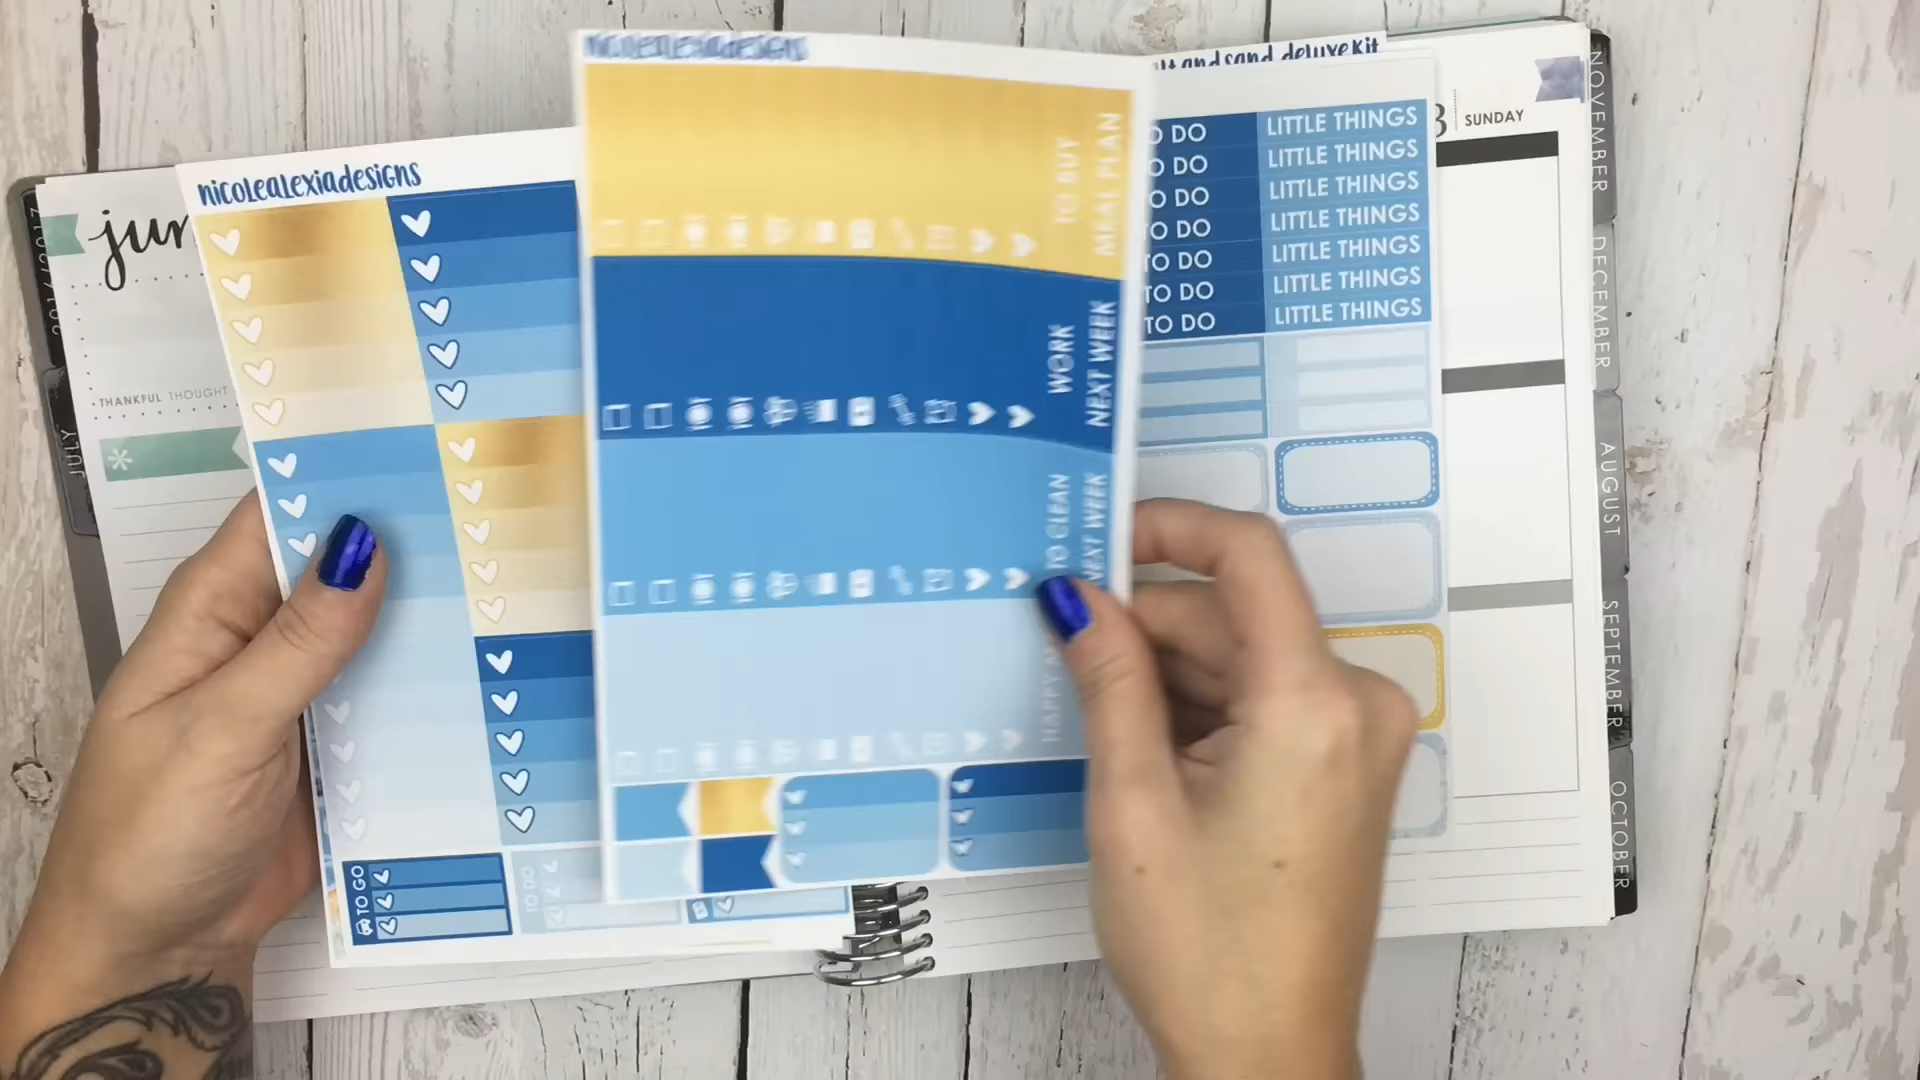 nicolealexiadesigns
nicolealexiadesigns
and sand deluxe kit
SUNDAY
jun
THANKFUL THOUGHT
TO BUY
MEAL PLAN
WORK
NEXT WEEK
TO CLEAN
NEXT WEEK
TO DO LITTLE THINGS
TO DO LITTLE THINGS
TO DO LITTLE THINGS
TO DO LITTLE THINGS
TO DO LITTLE THINGS
TO DO LITTLE THINGS
TO DO LITTLE THINGS
TO GO
TO DO
JULY
NOVEMBER
DECEMBER
AUGUST
SEPTEMBER
OCTOBER